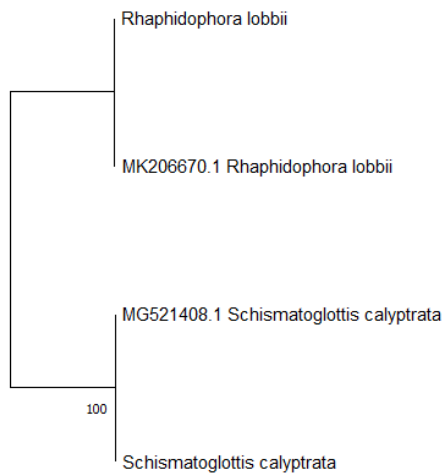 Rhaphidophora lobbii
MK206670.1 Rhaphidophora lobbii
MG521408.1 Schismatoglottis calyptrata
100
Schismatoglottis calyptrata